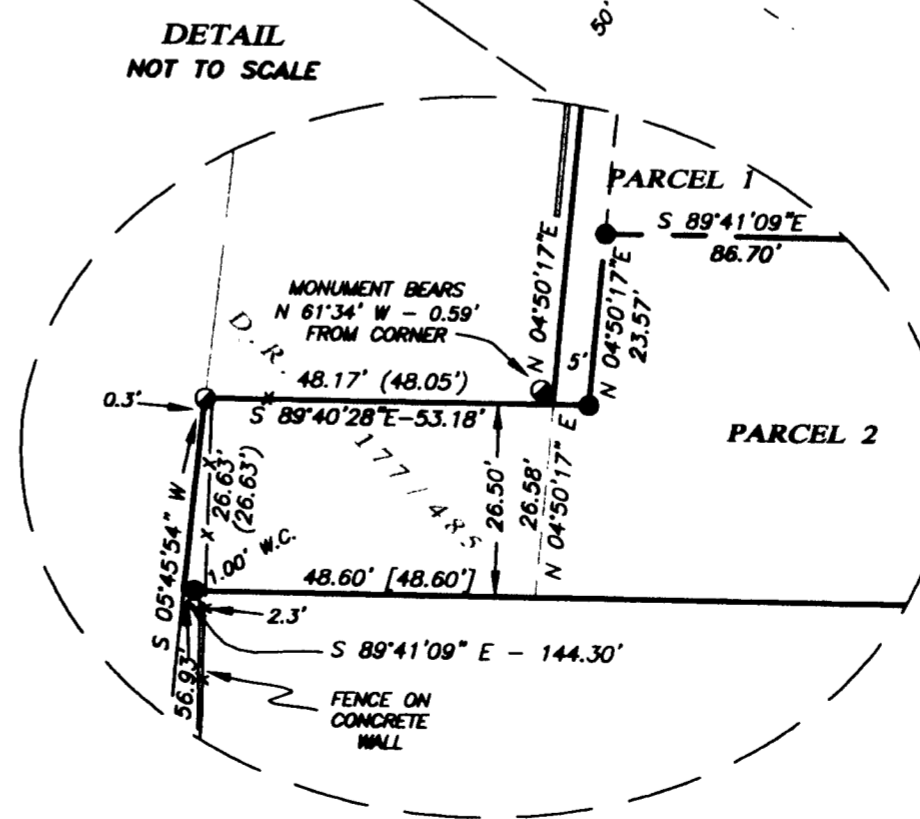 DETAIL
NOT TO SCALE
50'
PARCEL 1
S 89°41'09"E
86.70'
MONUMENT BEARS
N 61°34' W - 0.59'
FROM CORNER
N 04°50'17"E
N 04°50'17"E
23.57'
5'
D.R. 177/485
0.3'
48.17' (48.05')
S 89°40'28"E-53.18'
PARCEL 2
26.63'
(26.63')
26.50'
26.58'
N 04°50'17" E
S 05°45'54" W
1.00' W.C.
48.60' [48.60']
2.3'
S 89°41'09" E - 144.30'
56.93'
FENCE ON
CONCRETE
WALL